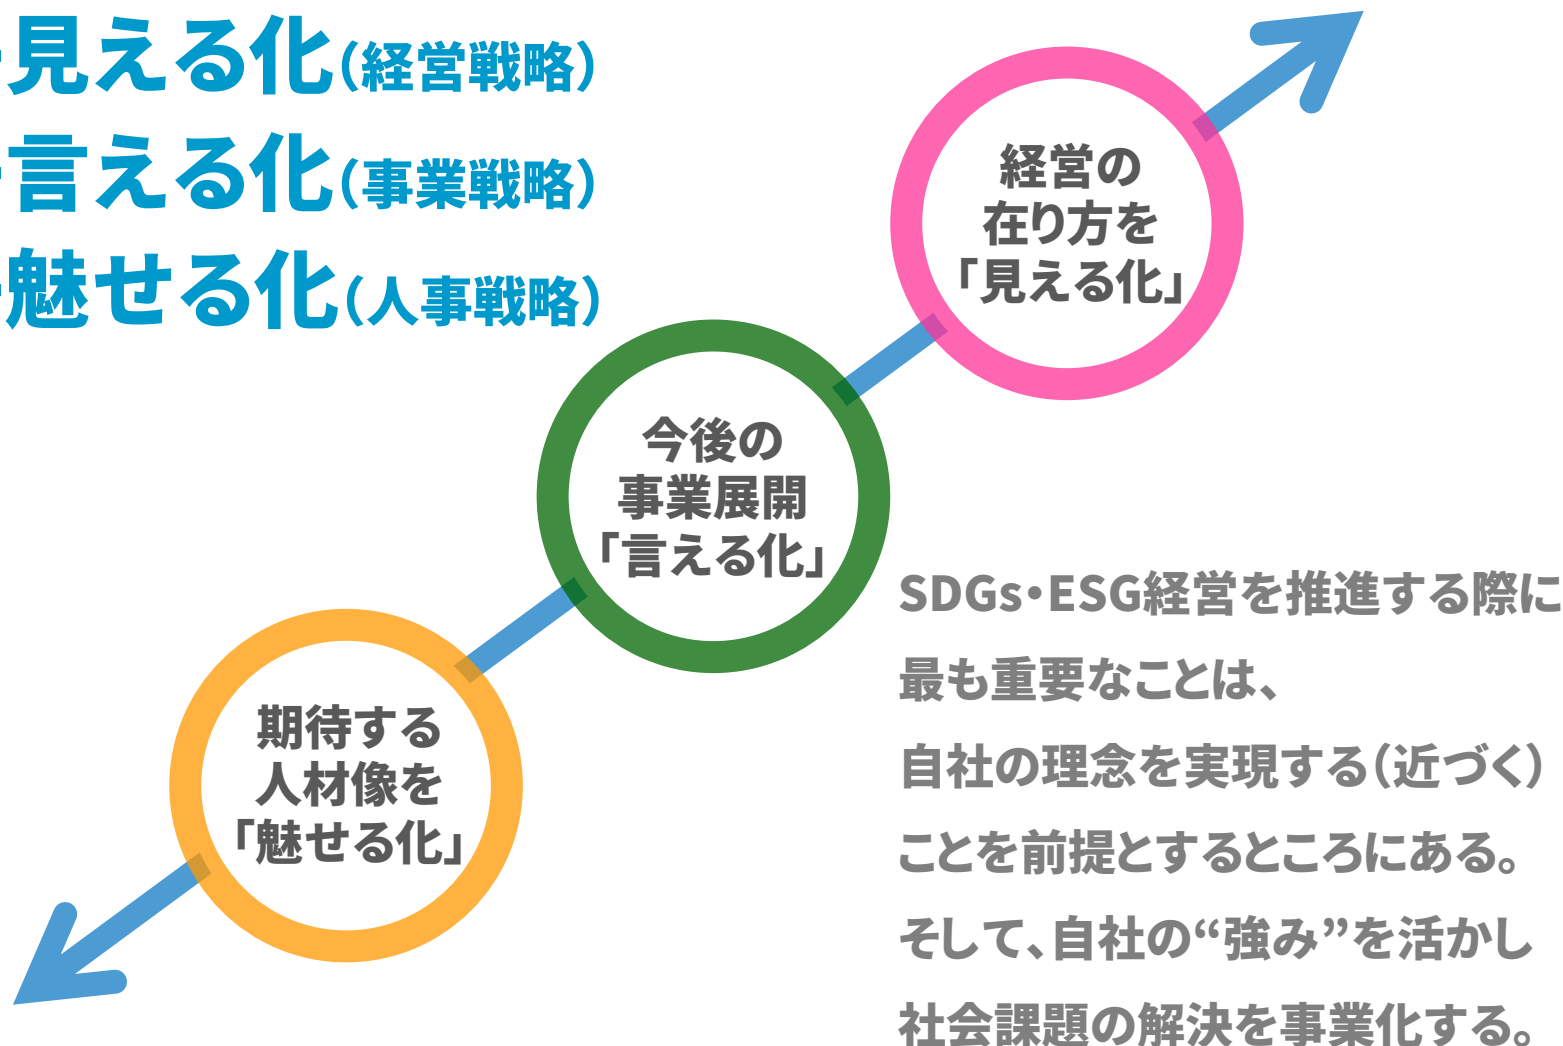 見える化(経営戦略)
言える化(事業戦略)
魅せる化(人事戦略)
経営の
在り方を
「見える化」
今後の
事業展開
「言える化」
期待する
人材像を
「魅せる化」
SDGs・ESG経営を推進する際に
最も重要なことは、
自社の理念を実現する(近づく)
ことを前提とするところにある。
そして、自社の“強み”を活かし
社会課題の解決を事業化する。